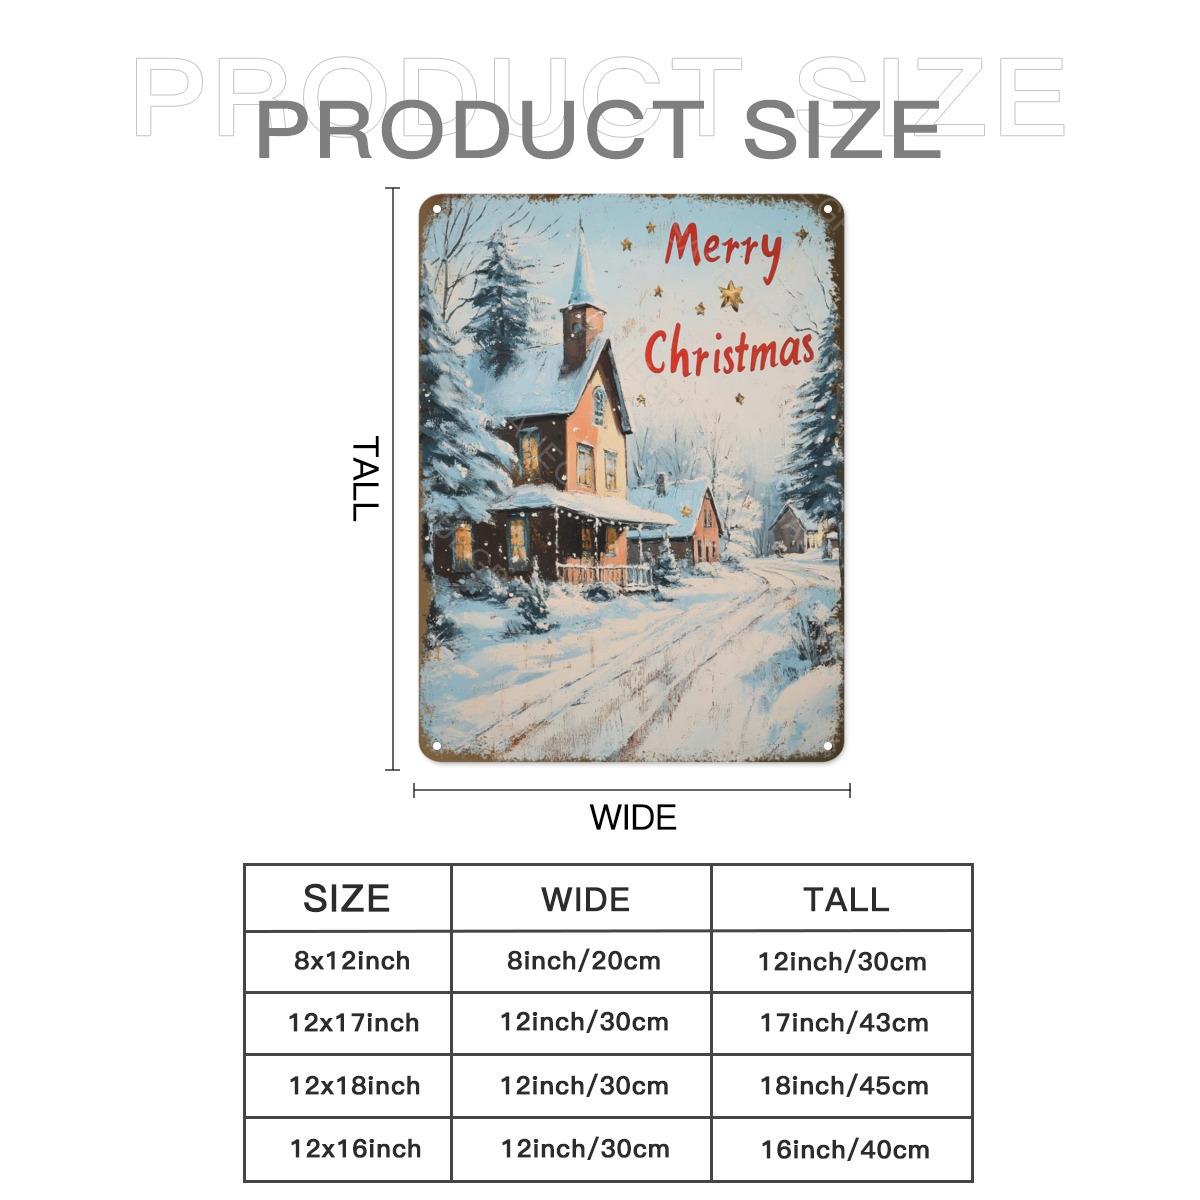 PRODUCT SIZE
PRODUCT SIZE
Merry
Christmas
TALL
WIDE
SIZE WIDE TALL
8x12inch 8inch/20cm 12inch/30cm
12x17inch 12inch/30cm 17inch/43cm
12x18inch 12inch/30cm 18inch/45cm
12x16inch 12inch/30cm 16inch/40cm